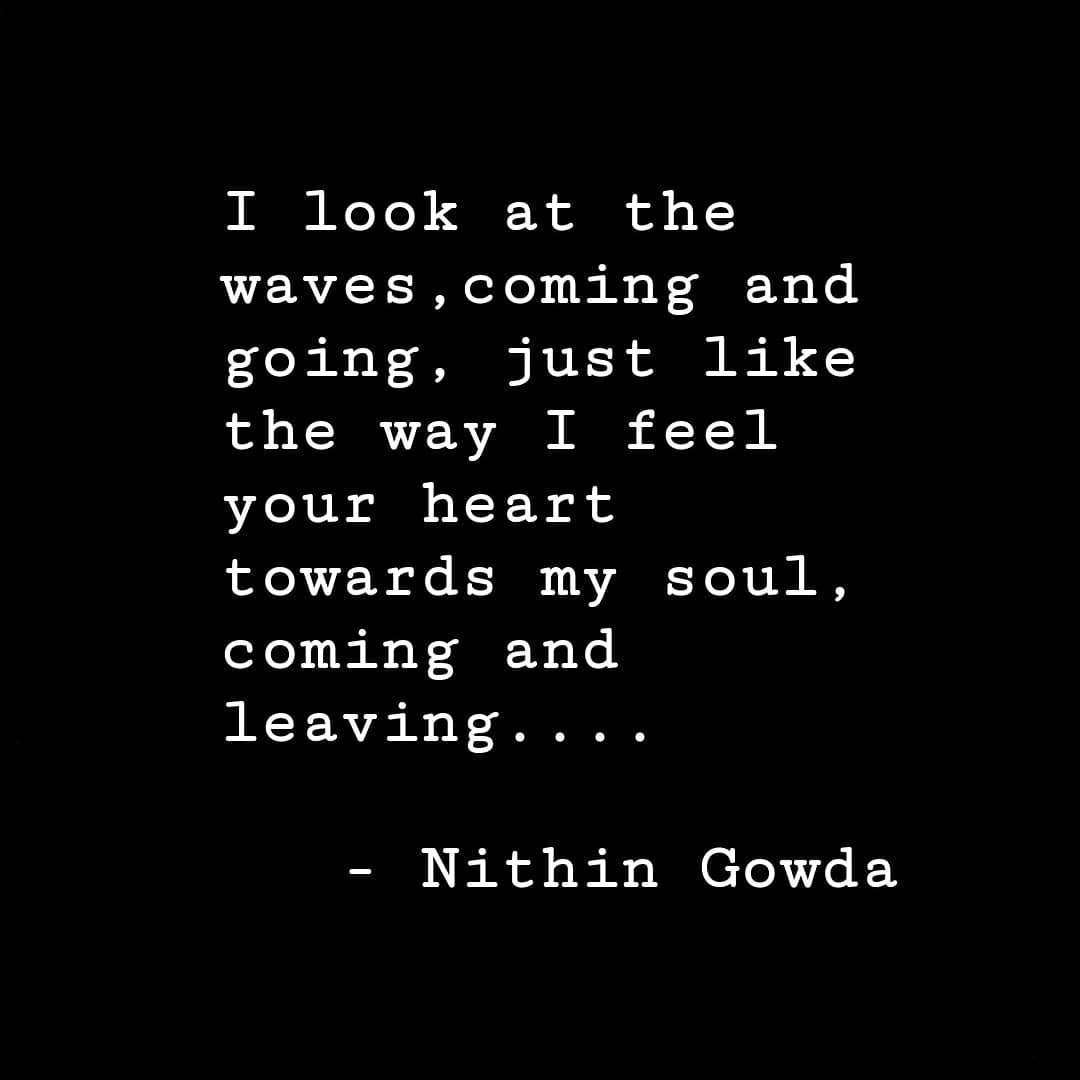 I look at the
waves,coming and
going, just like
the way I feel
your heart
towards my soul,
coming and
leaving....
- Nithin Gowda